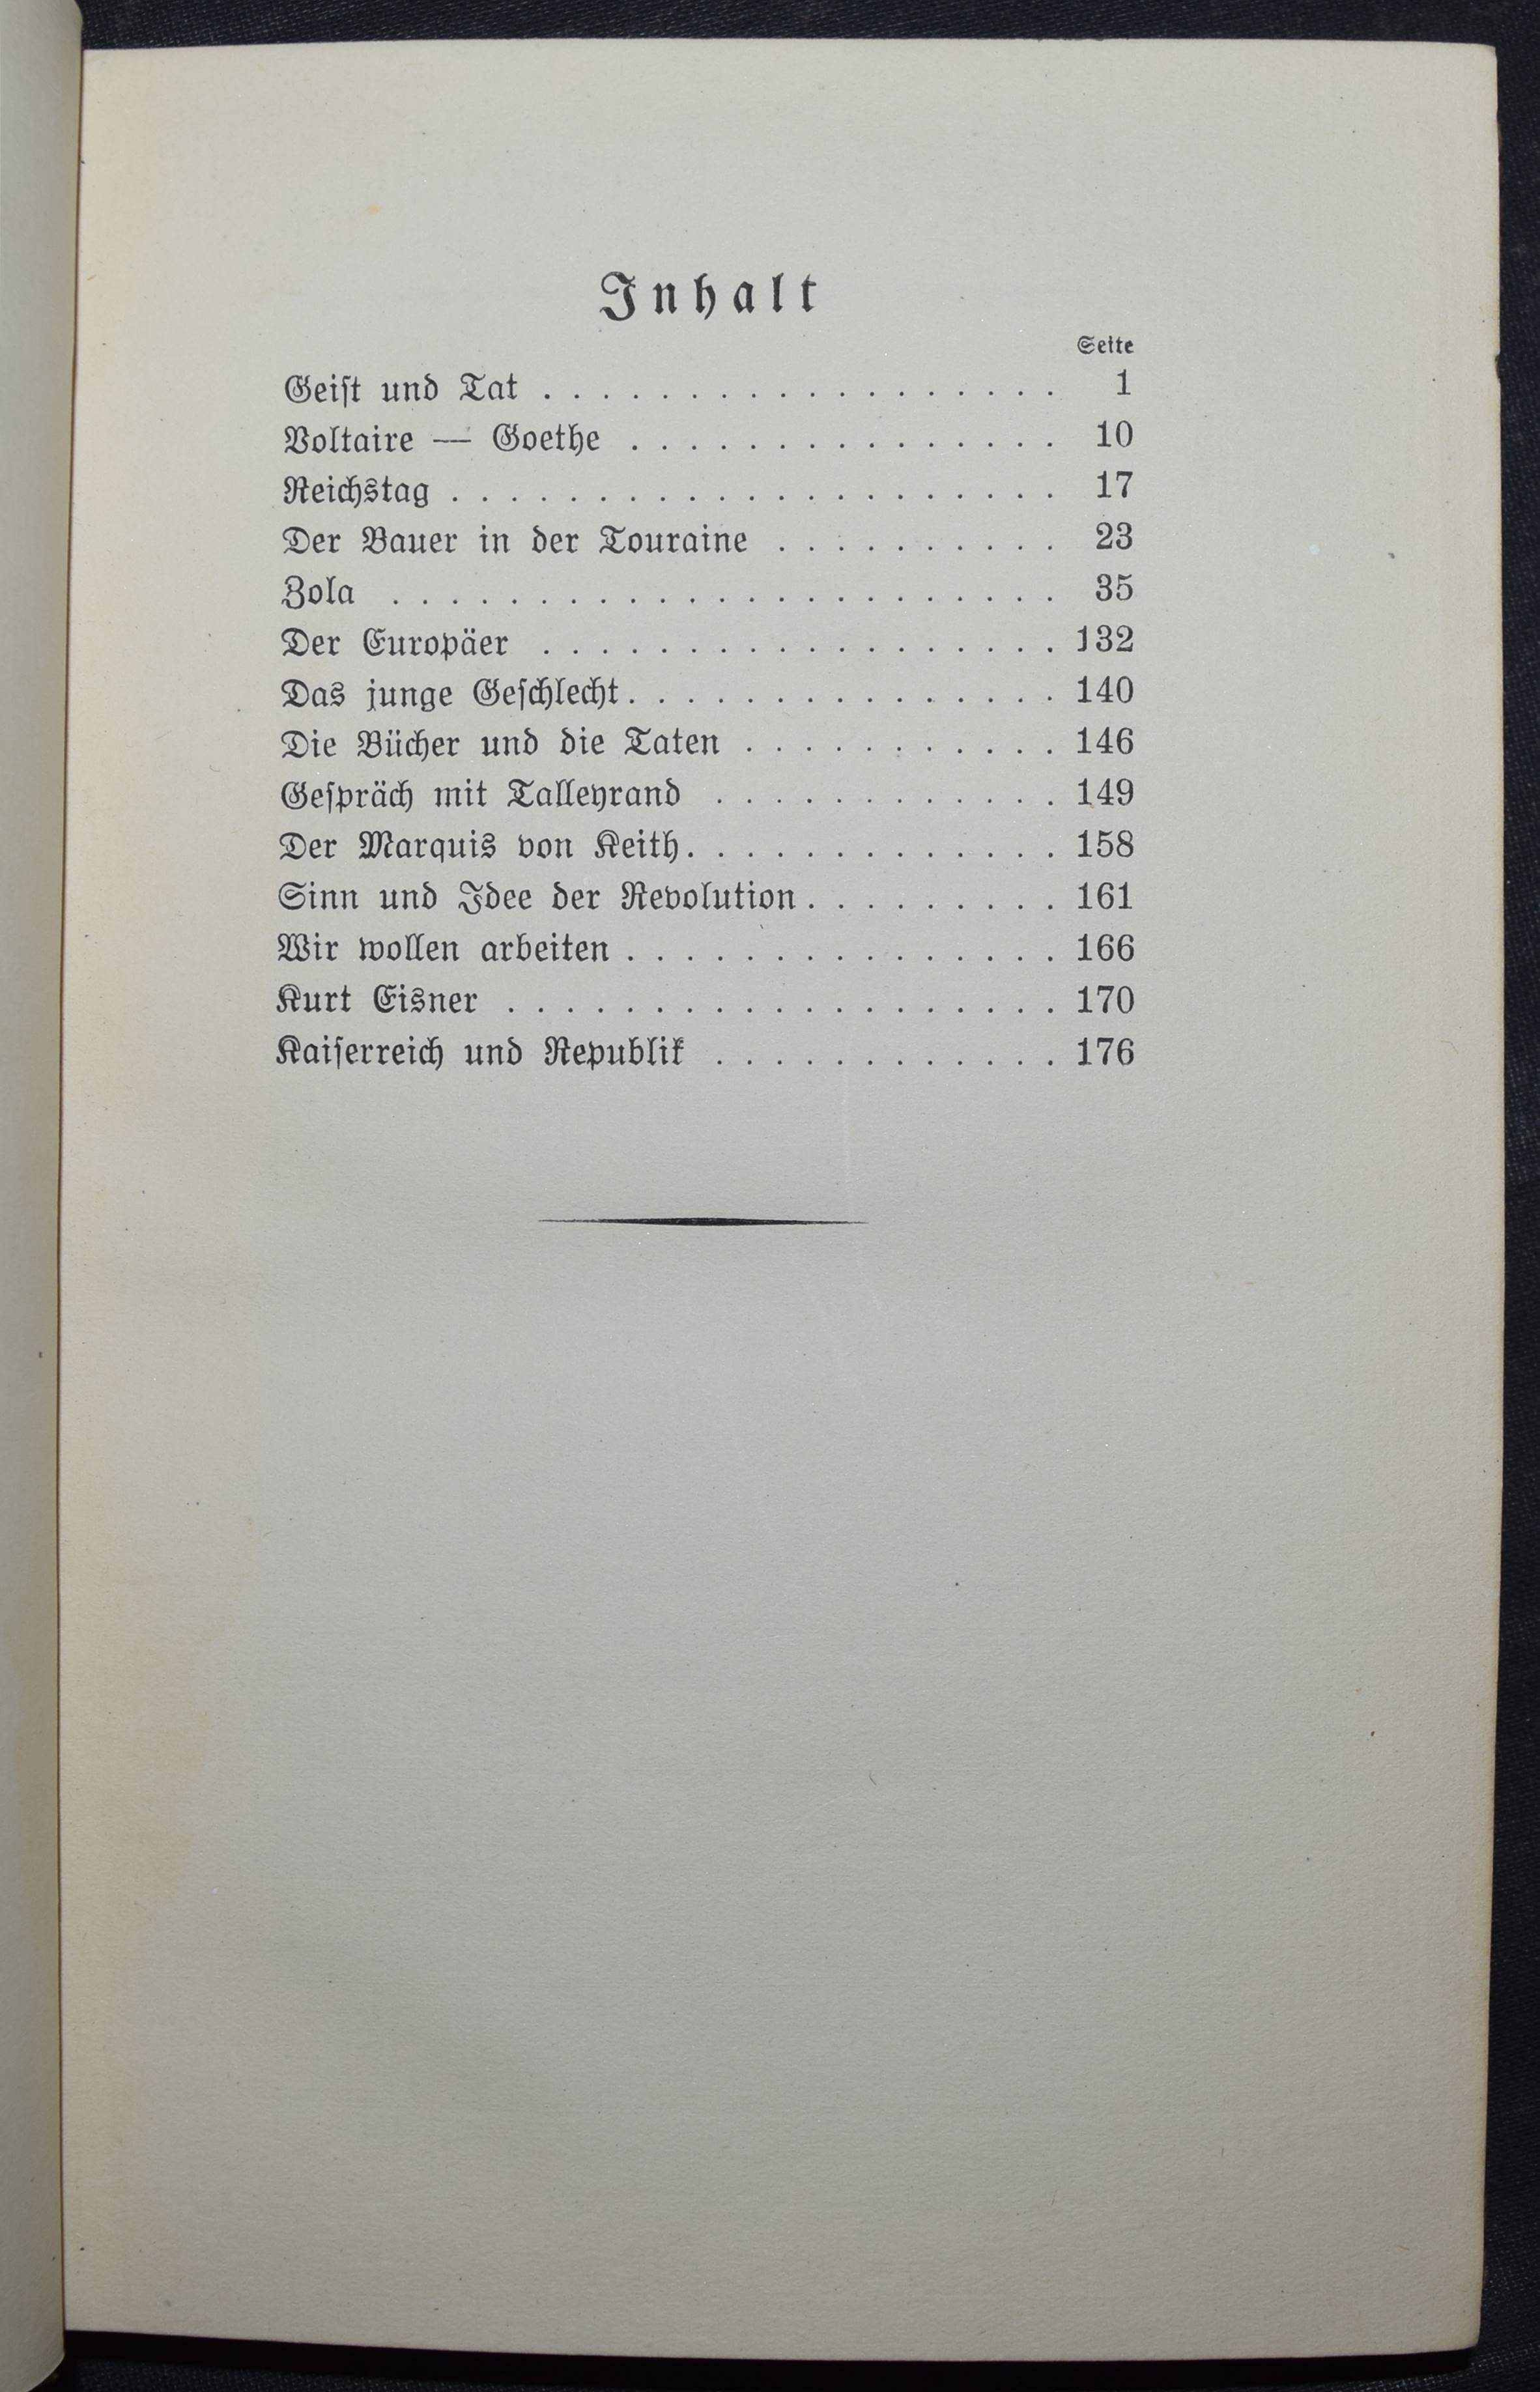 Inhalt
Seite
Geiſt und Tat . . . . . . . . . . . . . . . . . . 1
Voltaire — Goethe . . . . . . . . . . . . . . . 10
Reichstag . . . . . . . . . . . . . . . . . . . . . 17
Der Bauer in der Touraine . . . . . . . . . . 23
Zola . . . . . . . . . . . . . . . . . . . . . . . 35
Der Europäer . . . . . . . . . . . . . . . . . . 132
Das junge Geſchlecht . . . . . . . . . . . . . . . 140
Die Bücher und die Taten . . . . . . . . . . . 146
Geſpräch mit Talleyrand . . . . . . . . . . . . 149
Der Marquis von Keith . . . . . . . . . . . . . 158
Sinn und Idee der Revolution . . . . . . . . . 161
Wir wollen arbeiten . . . . . . . . . . . . . . . 166
Kurt Eisner . . . . . . . . . . . . . . . . . . . 170
Kaiſerreich und Republik . . . . . . . . . . . . 176